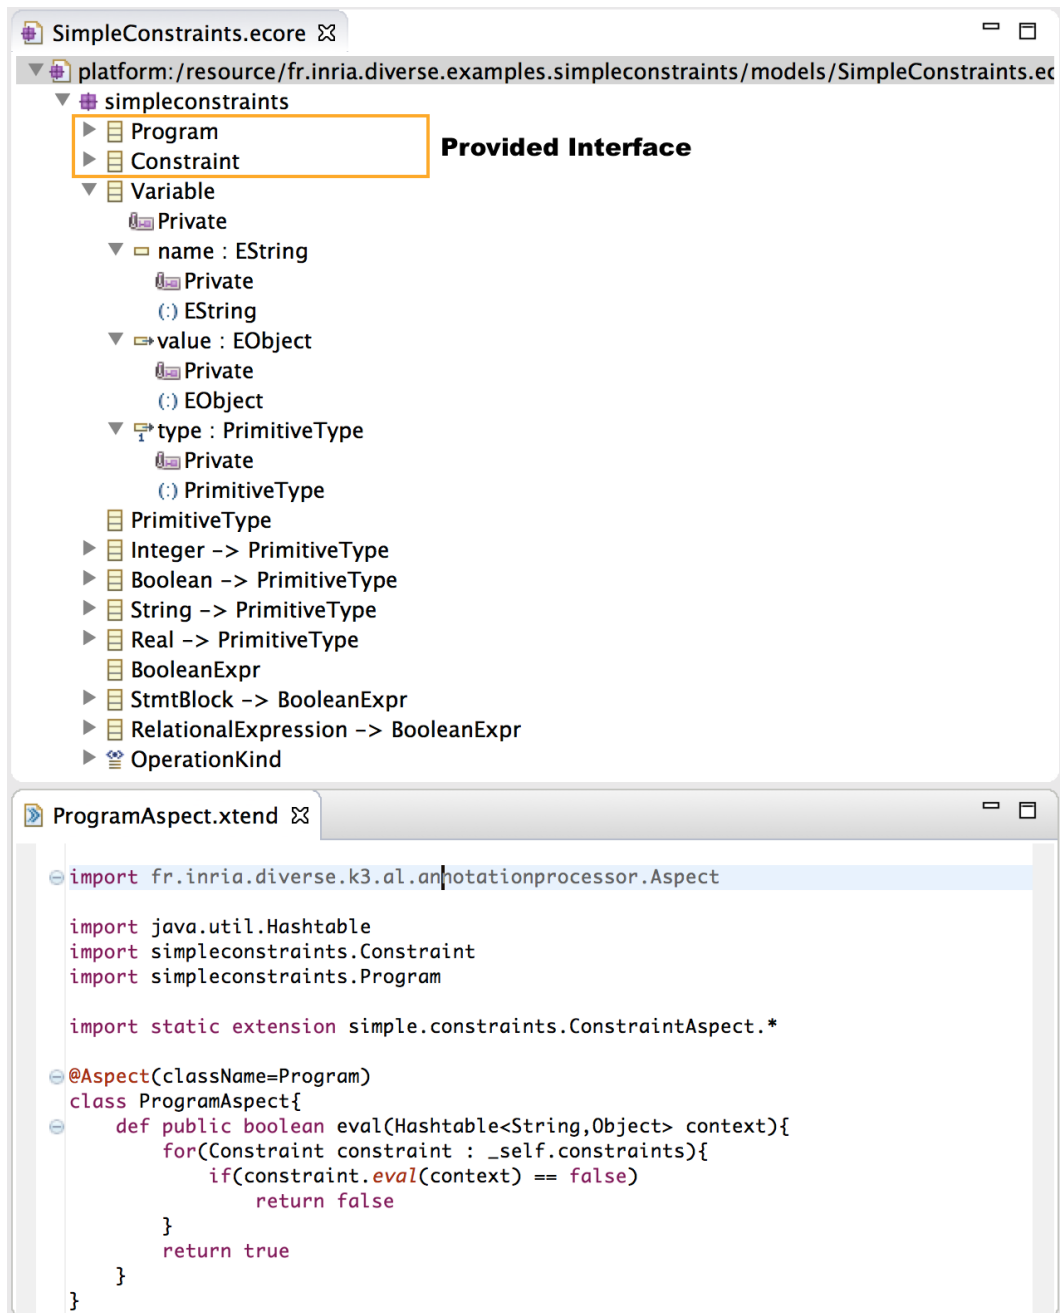 SimpleConstraints.ecore
platform:/resource/fr.inria.diverse.examples.simpleconstraints/models/SimpleConstraints.ec
simpleconstraints
Program
Constraint
Provided Interface
Variable
Private
name : EString
Private
EString
value : EObject
Private
EObject
type : PrimitiveType
Private
PrimitiveType
PrimitiveType
Integer -> PrimitiveType
Boolean -> PrimitiveType
String -> PrimitiveType
Real -> PrimitiveType
BooleanExpr
StmtBlock -> BooleanExpr
RelationalExpression -> BooleanExpr
OperationKind
ProgramAspect.xtend
import fr.inria.diverse.k3.al.annotationprocessor.Aspect
import java.util.Hashtable
import simpleconstraints.Constraint
import simpleconstraints.Program
import static extension simple.constraints.ConstraintAspect.*
@Aspect(className=Program)
class ProgramAspect{
def public boolean eval(Hashtable<String,Object> context){
for(Constraint constraint : _self.constraints){
if(constraint.eval(context) == false)
return false
}
return true
}
}